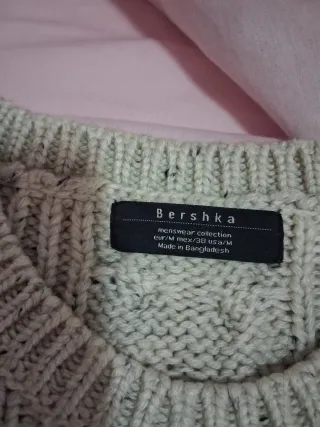 Bershka
menswear collection
eur/M mex/38 usa/M
Made in Bangladesh